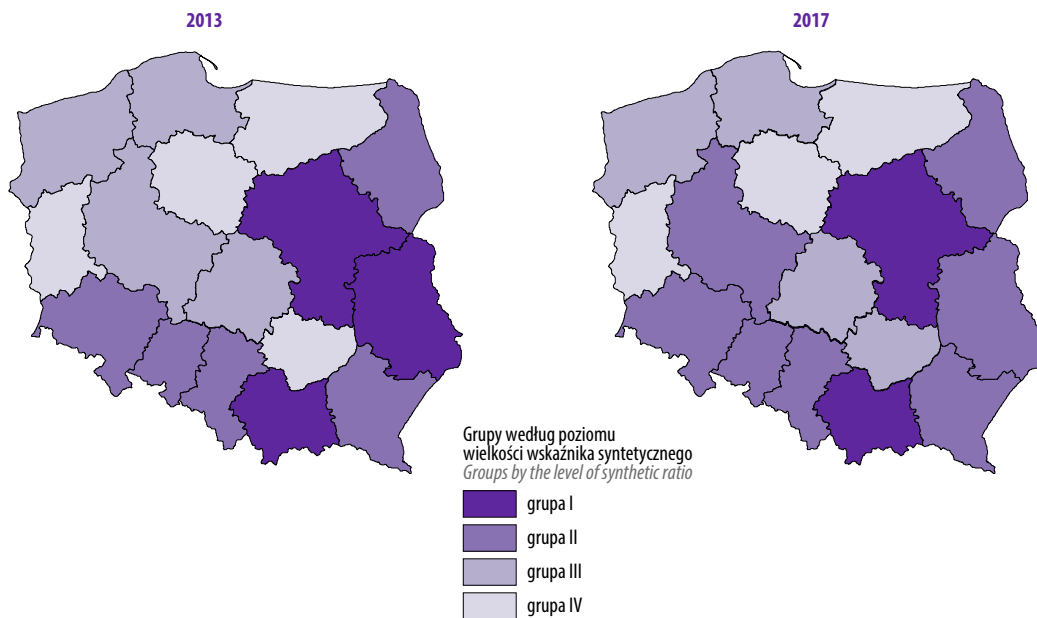 2013
2017
Grupy według poziomu
wielkości wskaźnika syntetycznego
Groups by the level of synthetic ratio
grupa I
grupa II
grupa III
grupa IV